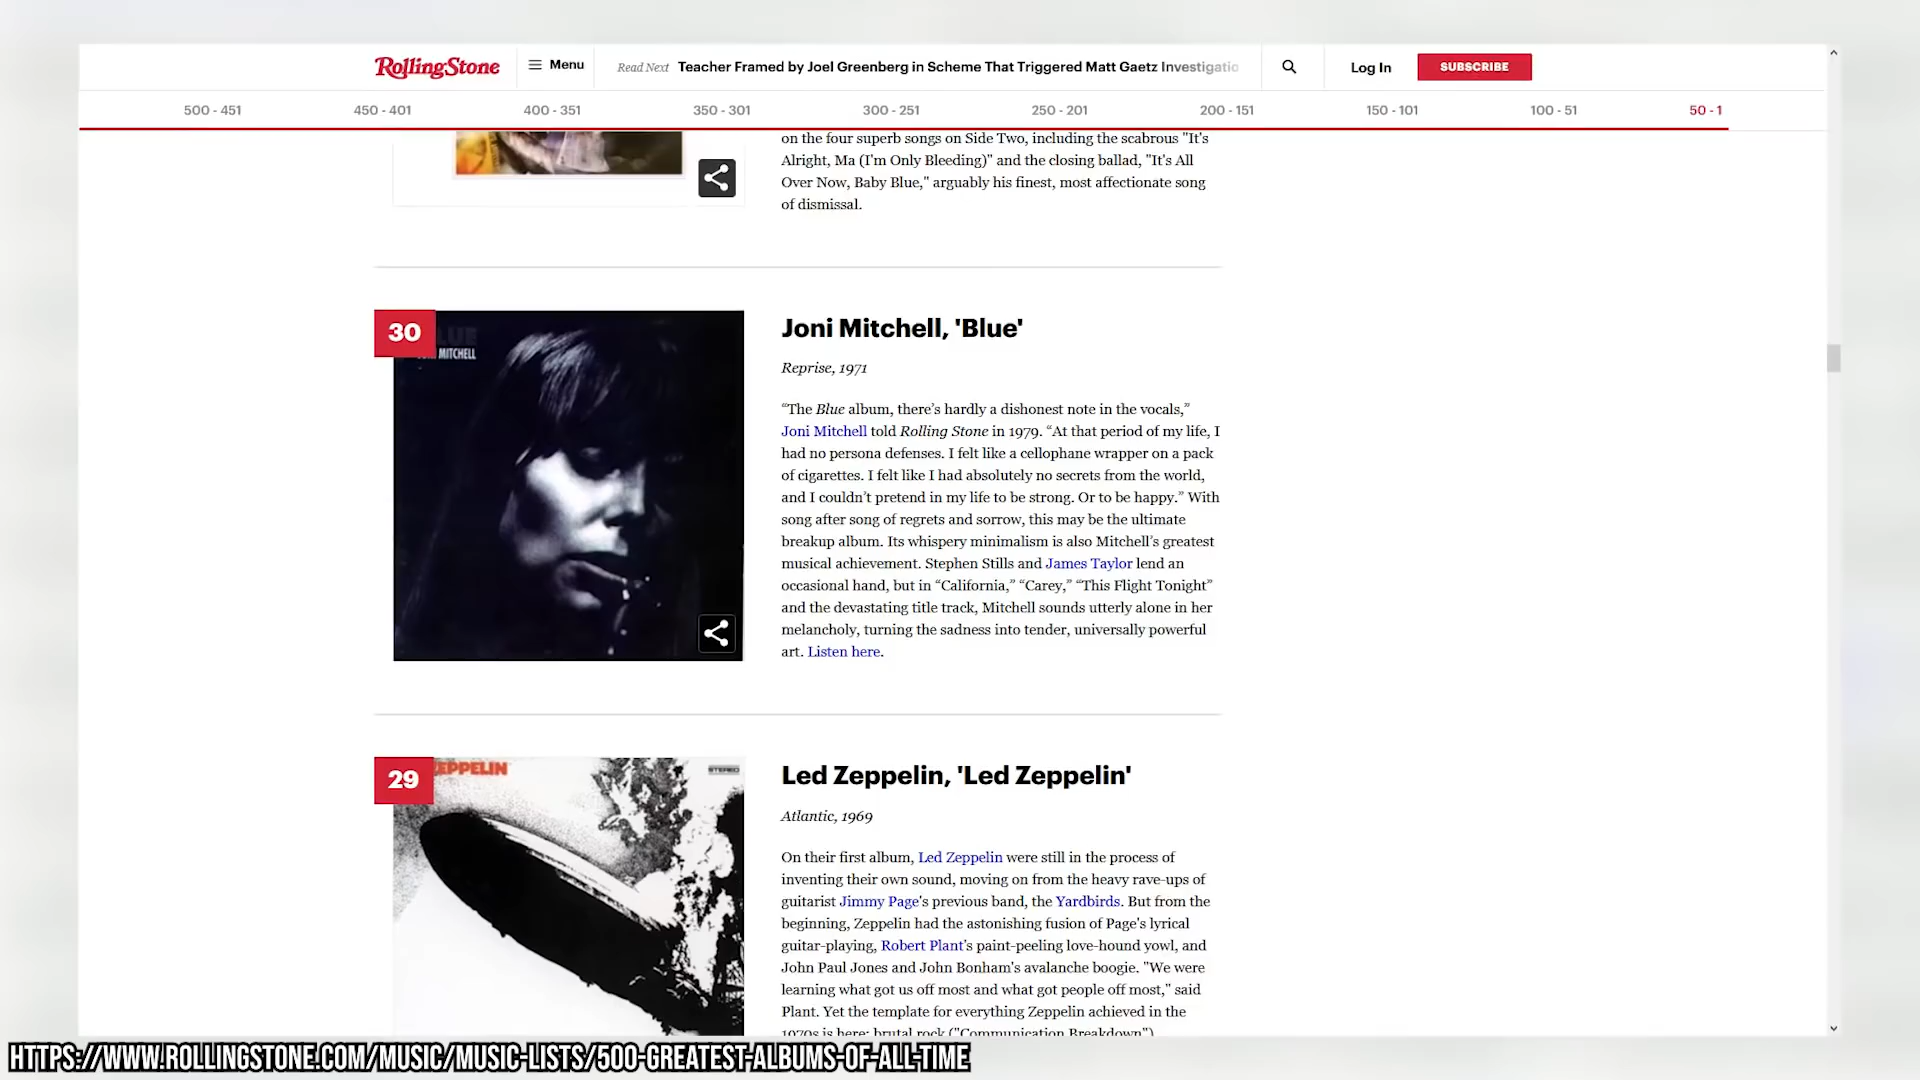 RollingStone
Menu
Read Next Teacher Framed by Joel Greenberg in Scheme That Triggered Matt Gaetz Investigatio
Log In
SUBSCRIBE
500 - 451 450 - 401 400 - 351 350 - 301 300 - 251 250 - 201 200 - 151 150 - 101 100 - 51 50 - 1
on the four superb songs on Side Two, including the scabrous "It's
Alright, Ma (I'm Only Bleeding)" and the closing ballad, "It's All
Over Now, Baby Blue," arguably his finest, most affectionate song
of dismissal.
30
MITCHELL
Joni Mitchell, 'Blue'
Reprise, 1971
“The Blue album, there’s hardly a dishonest note in the vocals,”
Joni Mitchell told Rolling Stone in 1979. “At that period of my life, I
had no persona defenses. I felt like a cellophane wrapper on a pack
of cigarettes. I felt like I had absolutely no secrets from the world,
and I couldn’t pretend in my life to be strong. Or to be happy.” With
song after song of regrets and sorrow, this may be the ultimate
breakup album. Its whispery minimalism is also Mitchell’s greatest
musical achievement. Stephen Stills and James Taylor lend an
occasional hand, but in “California,” “Carey,” “This Flight Tonight”
and the devastating title track, Mitchell sounds utterly alone in her
melancholy, turning the sadness into tender, universally powerful
art. Listen here.
29
EPPELIN
STEREO
Led Zeppelin, 'Led Zeppelin'
Atlantic, 1969
On their first album, Led Zeppelin were still in the process of
inventing their own sound, moving on from the heavy rave-ups of
guitarist Jimmy Page's previous band, the Yardbirds. But from the
beginning, Zeppelin had the astonishing fusion of Page's lyrical
guitar-playing, Robert Plant's paint-peeling love-hound yowl, and
John Paul Jones and John Bonham's avalanche boogie. "We were
learning what got us off most and what got people off most," said
Plant. Yet the template for everything Zeppelin achieved in the
1970s is here: brutal rock ("Communication Breakdown")
HTTPS://WWW.ROLLINGSTONE.COM/MUSIC/MUSIC-LISTS/500-GREATEST-ALBUMS-OF-ALL-TIME